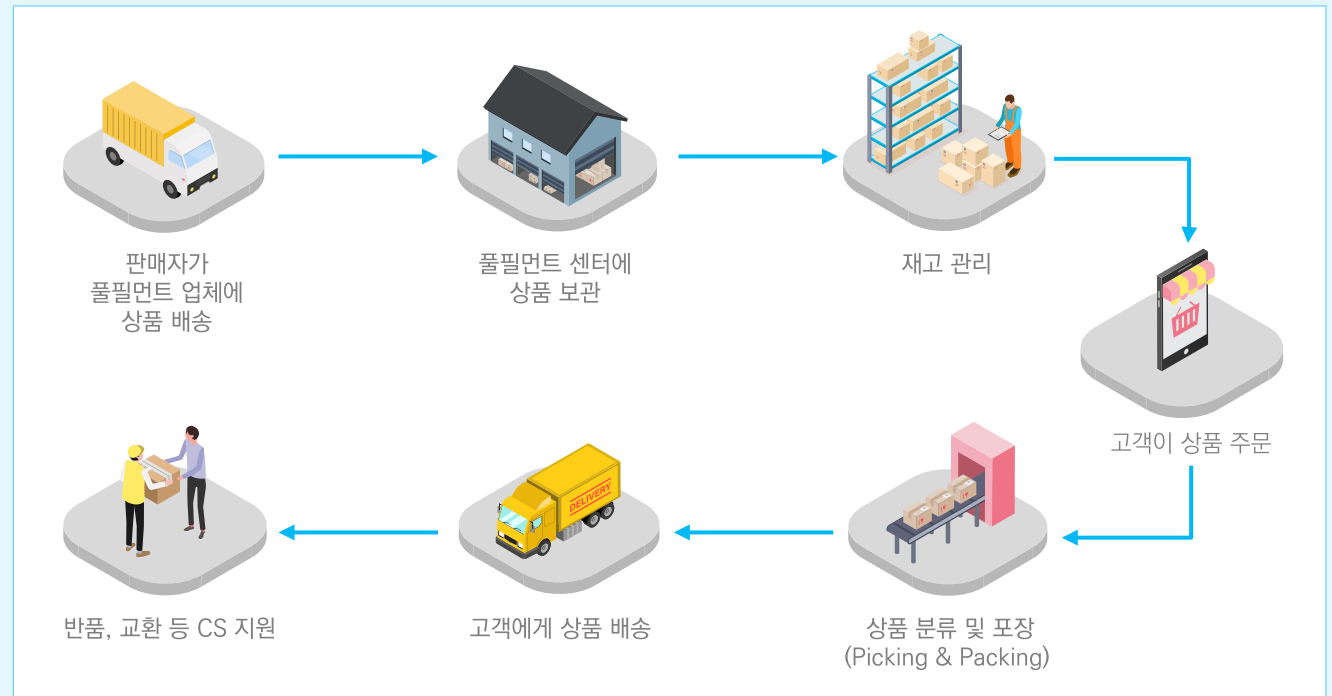 판매자가
풀필먼트 업체에
상품 배송
풀필먼트 센터에
상품 보관
재고 관리
고객이 상품 주문
상품 분류 및 포장
(Picking & Packing)
DELIVERY
고객에게 상품 배송
반품, 교환 등 CS 지원